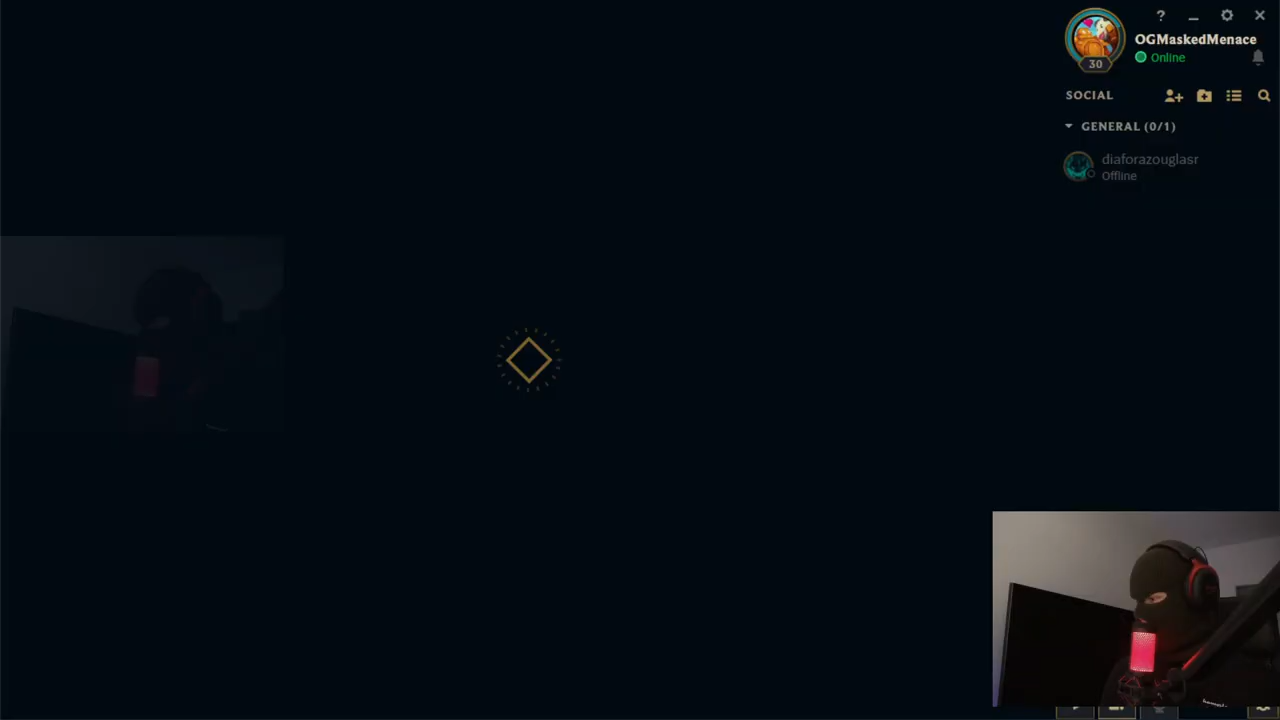 ?
OGMaskedMenace
30
Online
SOCIAL
GENERAL (0/1)
diaforazouglasr
Offline